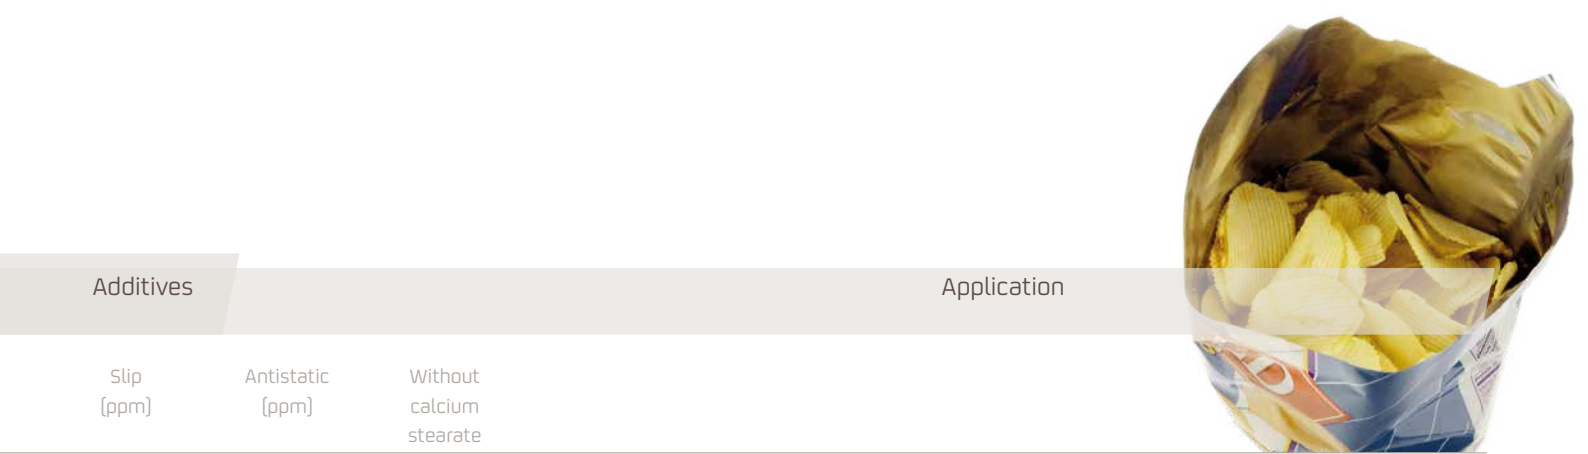 Additives
Application
Slip
(ppm)
Antistatic
(ppm)
Without
calcium
stearate